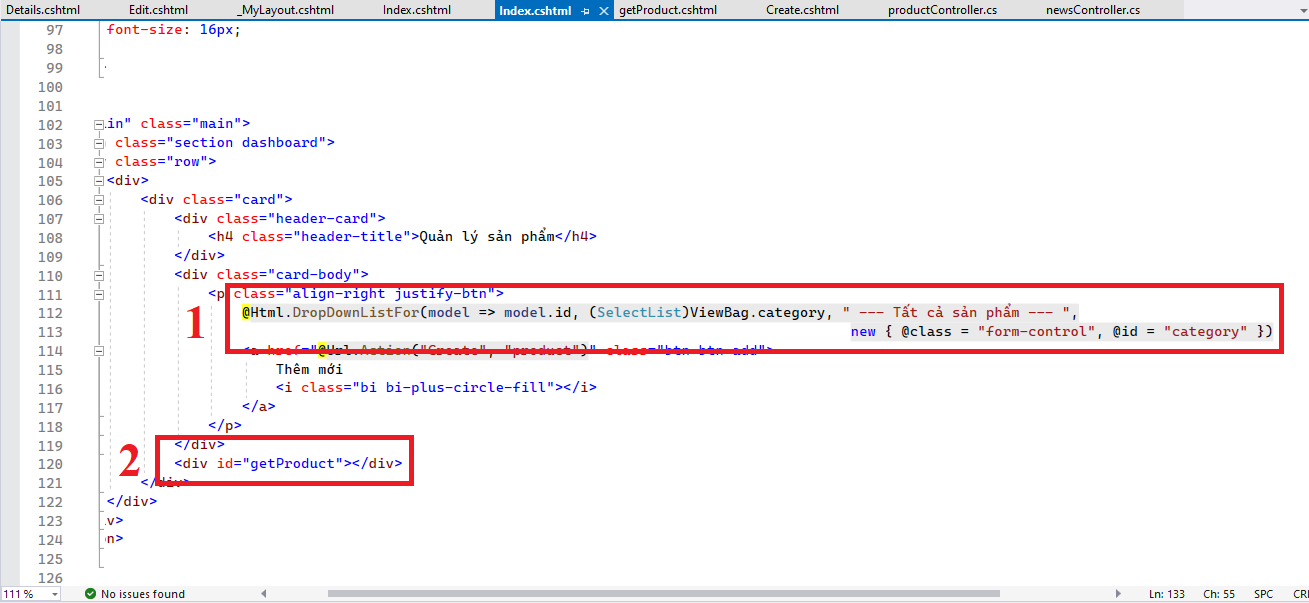 Details.cshtml Edit.cshtml _MyLayout.cshtml Index.cshtml Index.cshtml getProduct.cshtml Create.cshtml productController.cs newsController.cs
97 font-size: 16px;
98
99
100
101
102 in" class="main">
103 class="section dashboard">
104 class="row">
105 <div>
106 <div class="card">
107 <div class="header-card">
108 <h4 class="header-title">Quản lý sản phẩm</h4>
109 </div>
110 <div class="card-body">
111 <p class="align-right justify-btn">
1
112 @Html.DropDownListFor(model => model.id, (SelectList)ViewBag.category, " --- Tất cả sản phẩm --- ",
113 new { @class = "form-control", @id = "category" })
114 <a href="@Url.Action("Create", "product")" class="btn btn-add">
115 Thêm mới
116 <i class="bi bi-plus-circle-fill"></i>
117 </a>
118 </p>
119 </div>
2
120 <div id="getProduct"></div>
121 </div>
122 </div>
123 v>
124 n>
125
126
111 % No issues found Ln: 133 Ch: 55 SPC CR